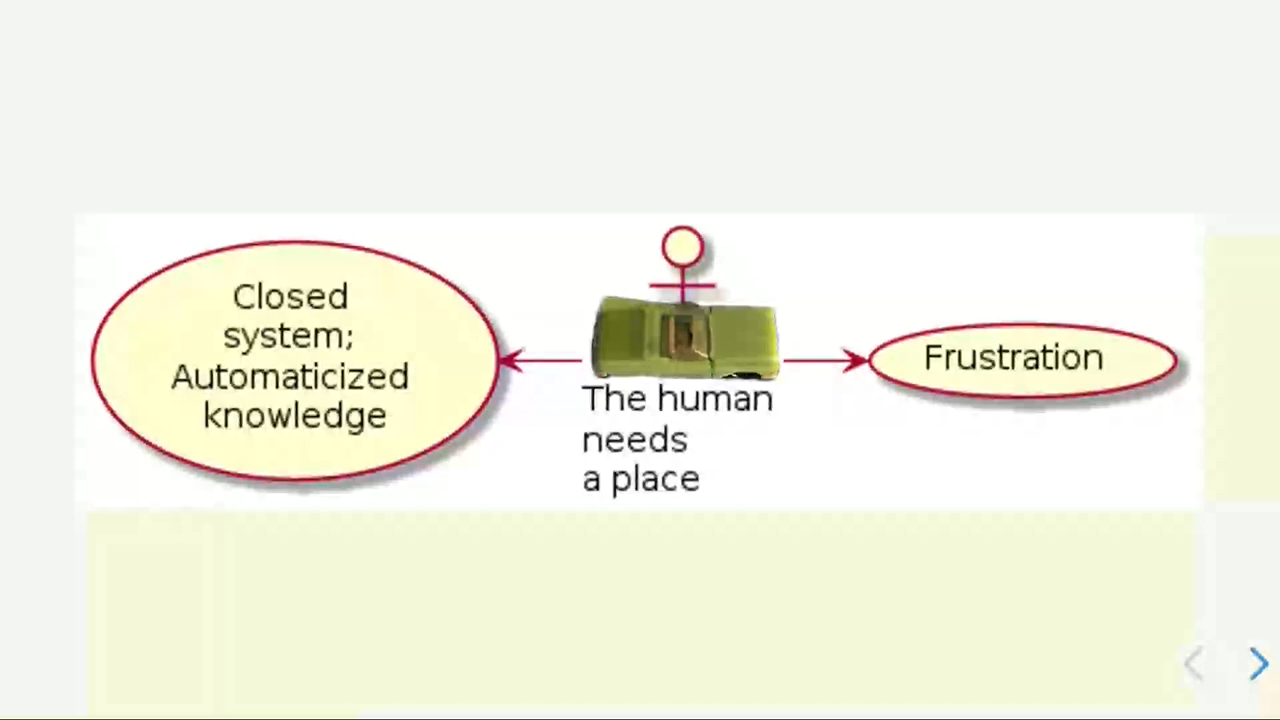 Closed
system;
Automaticized
knowledge
The human
needs
a place
Frustration